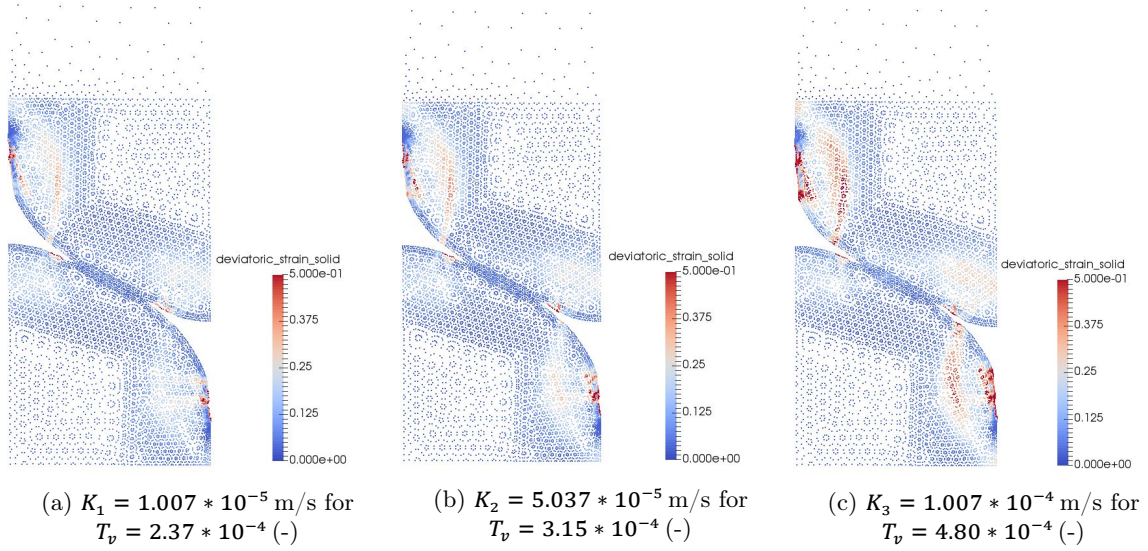 deviatoric_strain_solid
5.000e-01
0.375
0.25
0.125
0.000e+00
deviatoric_strain_solid
5.000e-01
0.375
0.25
0.125
0.000e+00
deviatoric_strain_solid
5.000e-01
0.375
0.25
0.125
0.000e+00
(a) K₁ = 1.007 * 10⁻⁵ m/s for
T_v = 2.37 * 10⁻⁴ (-)
(b) K₂ = 5.037 * 10⁻⁵ m/s for
T_v = 3.15 * 10⁻⁴ (-)
(c) K₃ = 1.007 * 10⁻⁴ m/s for
T_v = 4.80 * 10⁻⁴ (-)